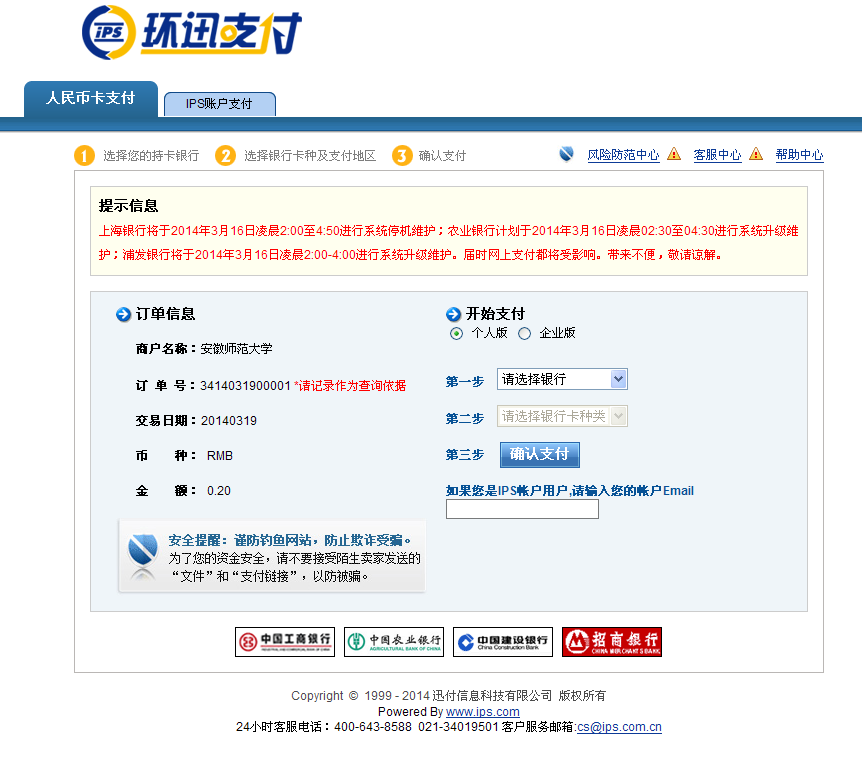 IPS 环迅支付
人民币卡支付 IPS账户支付
1 选择您的持卡银行 2 选择银行卡种及支付地区 3 确认支付 风险防范中心 客服中心 帮助中心
提示信息
上海银行将于2014年3月16日凌晨2:00至4:50进行系统停机维护；农业银行计划于2014年3月16日凌晨02:30至04:30进行系统升级维
护；浦发银行将于2014年3月16日凌晨2:00-4:00进行系统升级维护。届时网上支付都将受影响。带来不便，敬请谅解。
订单信息
商户名称：安徽师范大学
订 单 号：3414031900001 *请记录作为查询依据
交易日期：20140319
币 种： RMB
金 额： 0.20
安全提醒：谨防钓鱼网站，防止欺诈受骗。
为了您的资金安全，请不要接受陌生卖家发送的
“文件”和“支付链接”，以防被骗。
开始支付
个人版 企业版
第一步 请选择银行
第二步 请选择银行卡种类
第三步 确认支付
如果您是IPS帐户用户,请输入您的帐户Email
中国工商银行 中国农业银行 中国建设银行 招商银行
INDUSTRIAL AND COMMERCIAL BANK OF CHINA AGRICULTURAL BANK OF CHINA China Construction Bank CHINA MERCHANTS BANK
Copyright © 1999 - 2014 迅付信息科技有限公司 版权所有
Powered By www.ips.com
24小时客服电话：400-643-8588 021-34019501 客户服务邮箱:cs@ips.com.cn